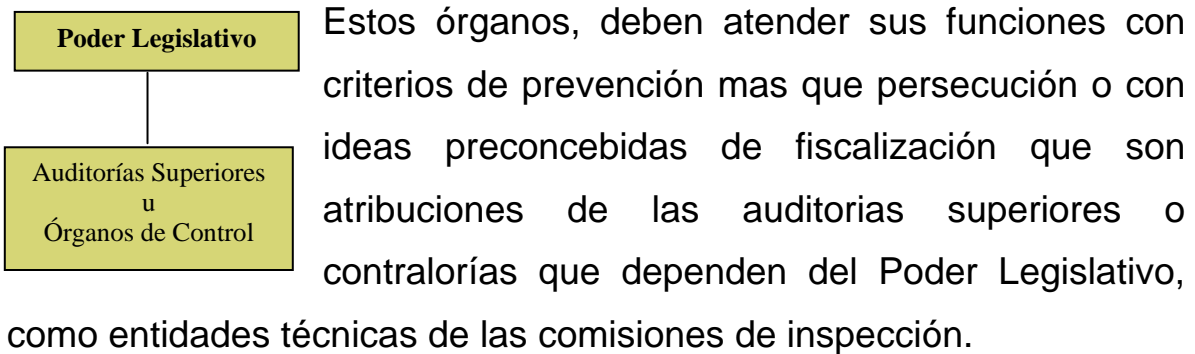 Poder Legislativo
Auditorías Superiores
u
Órganos de Control
Estos órganos, deben atender sus funciones con
criterios de prevención mas que persecución o con
ideas preconcebidas de fiscalización que son
atribuciones de las auditorias superiores o
contralorías que dependen del Poder Legislativo,
como entidades técnicas de las comisiones de inspección.